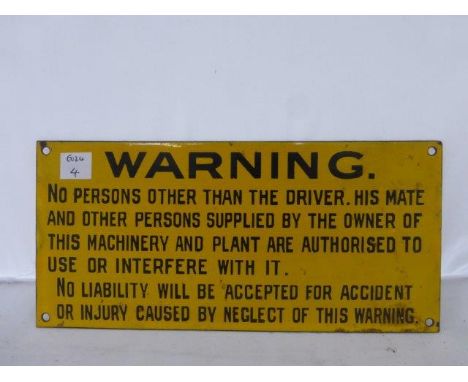 G024
4
WARNING.
NO PERSONS OTHER THAN THE DRIVER. HIS MATE
AND OTHER PERSONS SUPPLIED BY THE OWNER OF
THIS MACHINERY AND PLANT ARE AUTHORISED TO
USE OR INTERFERE WITH IT.
NO LIABILITY WILL BE ACCEPTED FOR ACCIDENT
OR INJURY CAUSED BY NEGLECT OF THIS WARNING.